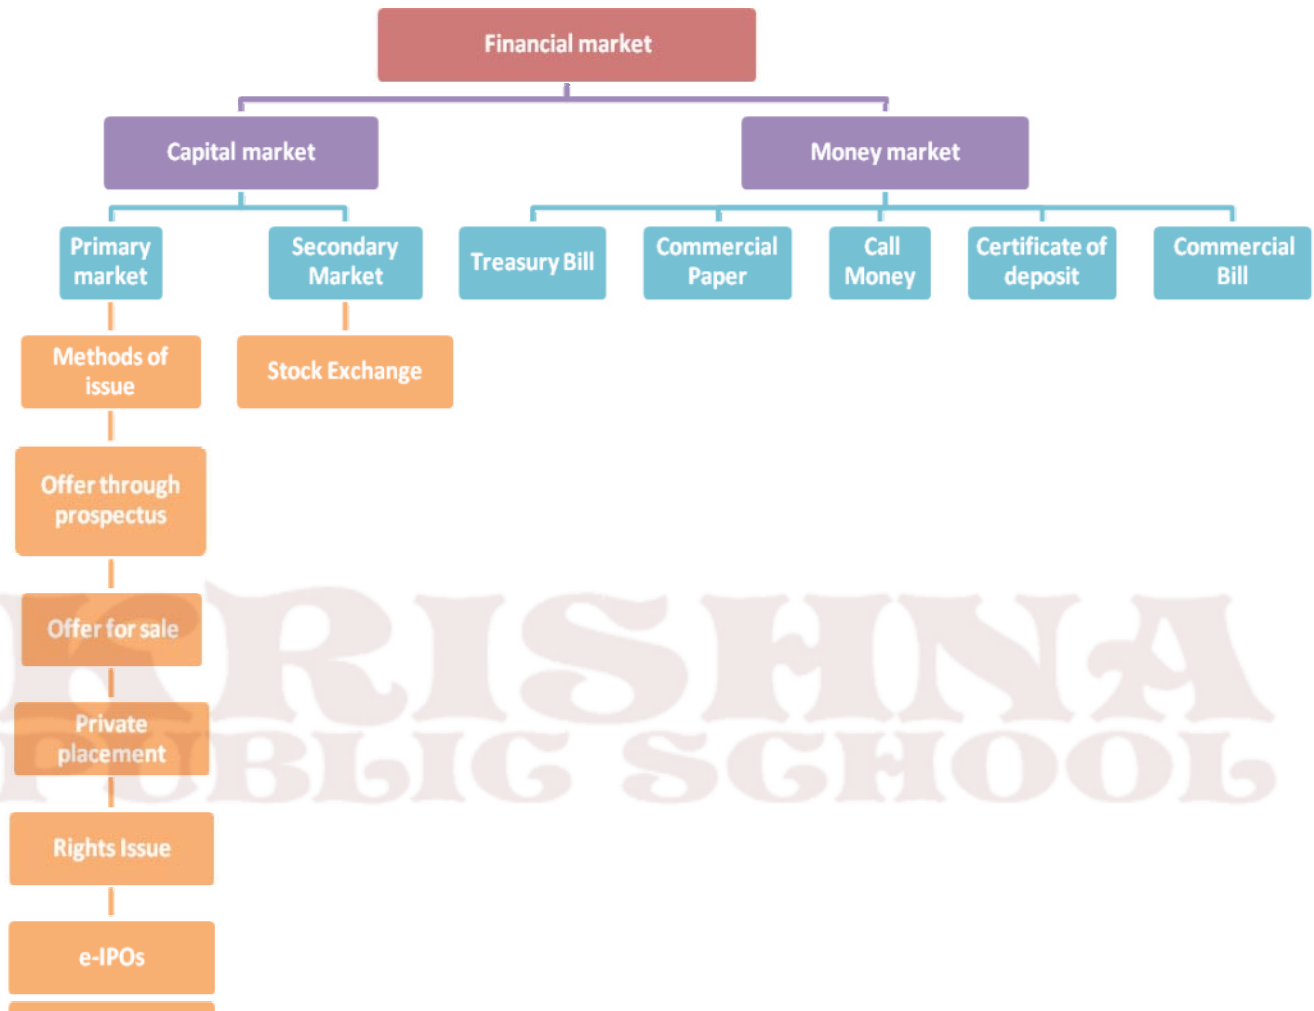 Financial market
Capital market
Money market
Primary
market
Secondary
Market
Treasury Bill
Commercial
Paper
Call
Money
Certificate of
deposit
Commercial
Bill
Methods of
issue
Stock Exchange
Offer through
prospectus
Offer for sale
Private
placement
Rights Issue
e-IPOs
KRISHNA
PUBLIC SCHOOL